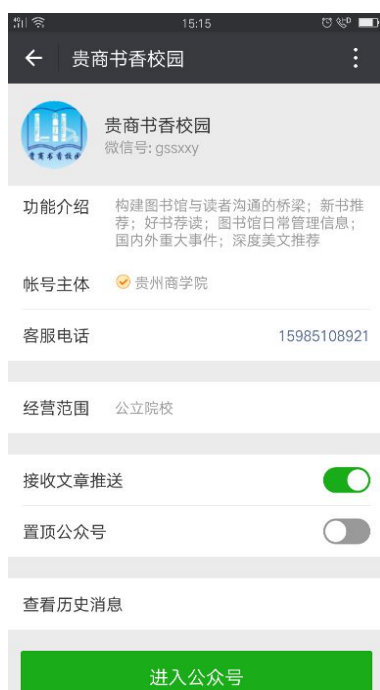 15:15
贵商书香校园
贵商书香校园
微信号: gssxxy
功能介绍 构建图书馆与读者沟通的桥梁；新书推
荐；好书荐读；图书馆日常管理信息；
国内外重大事件；深度美文推荐
帐号主体 贵州商学院
客服电话 15985108921
经营范围 公立院校
接收文章推送
置顶公众号
查看历史消息
进入公众号